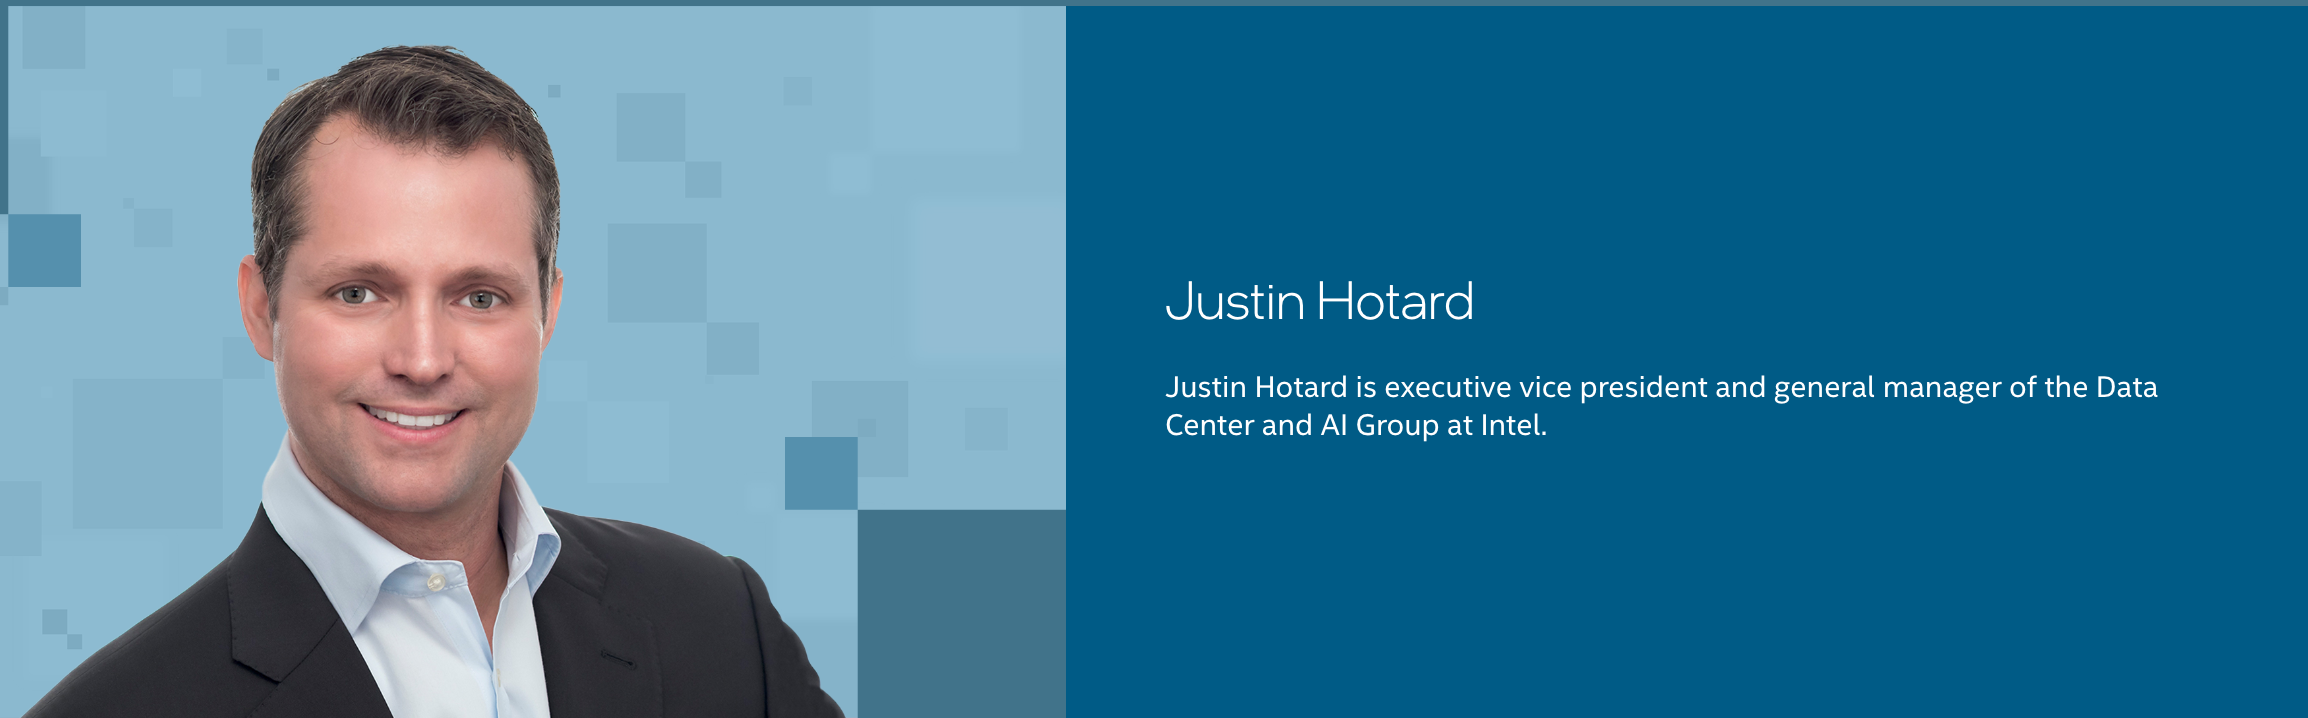 Justin Hotard
Justin Hotard is executive vice president and general manager of the Data
Center and AI Group at Intel.